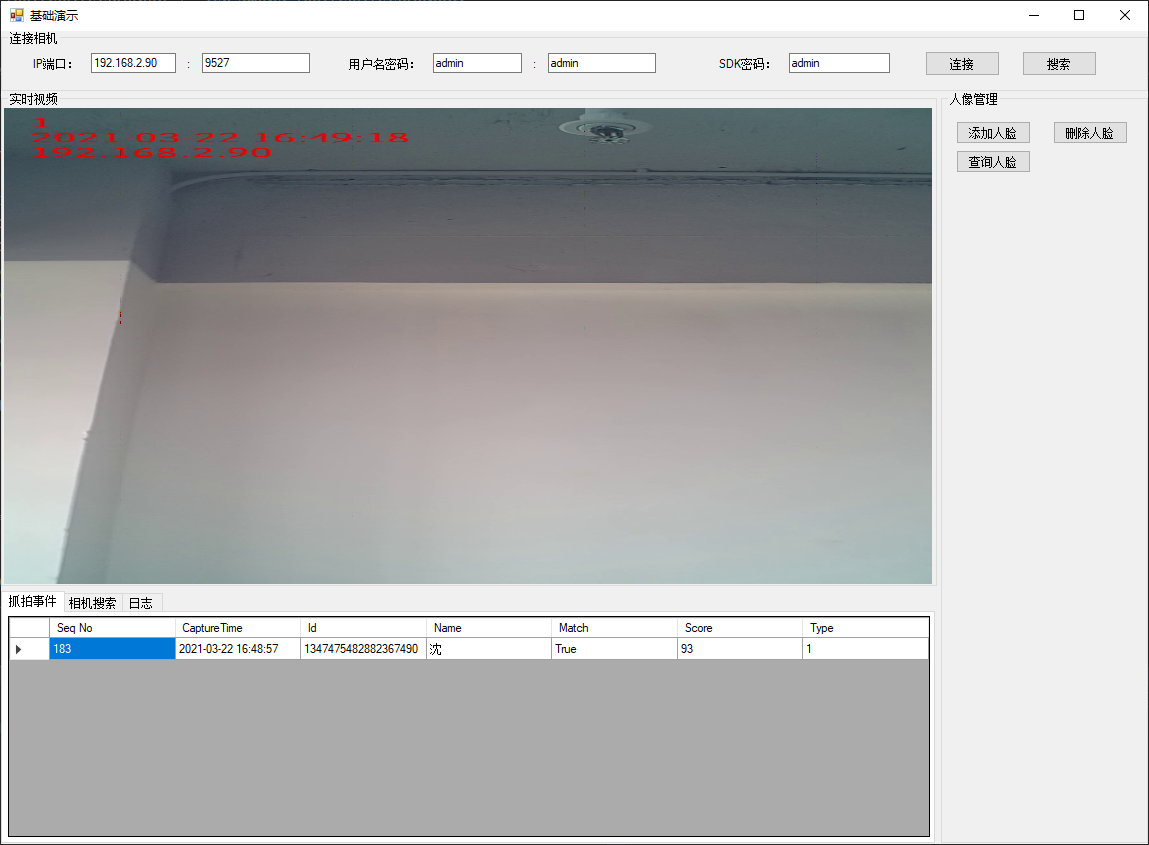 基础演示
连接相机
IP端口： 192.168.2.90 : 9527 用户名密码： admin : admin SDK密码： admin 连接 搜索
实时视频 人像管理
1
2021-03-22 16:49:18
192.168.2.90
添加人脸 删除人脸
查询人脸
抓拍事件 相机搜索 日志
Seq No CaptureTime Id Name Match Score Type
183 2021-03-22 16:48:57 1347475482882367490 沈 True 93 1